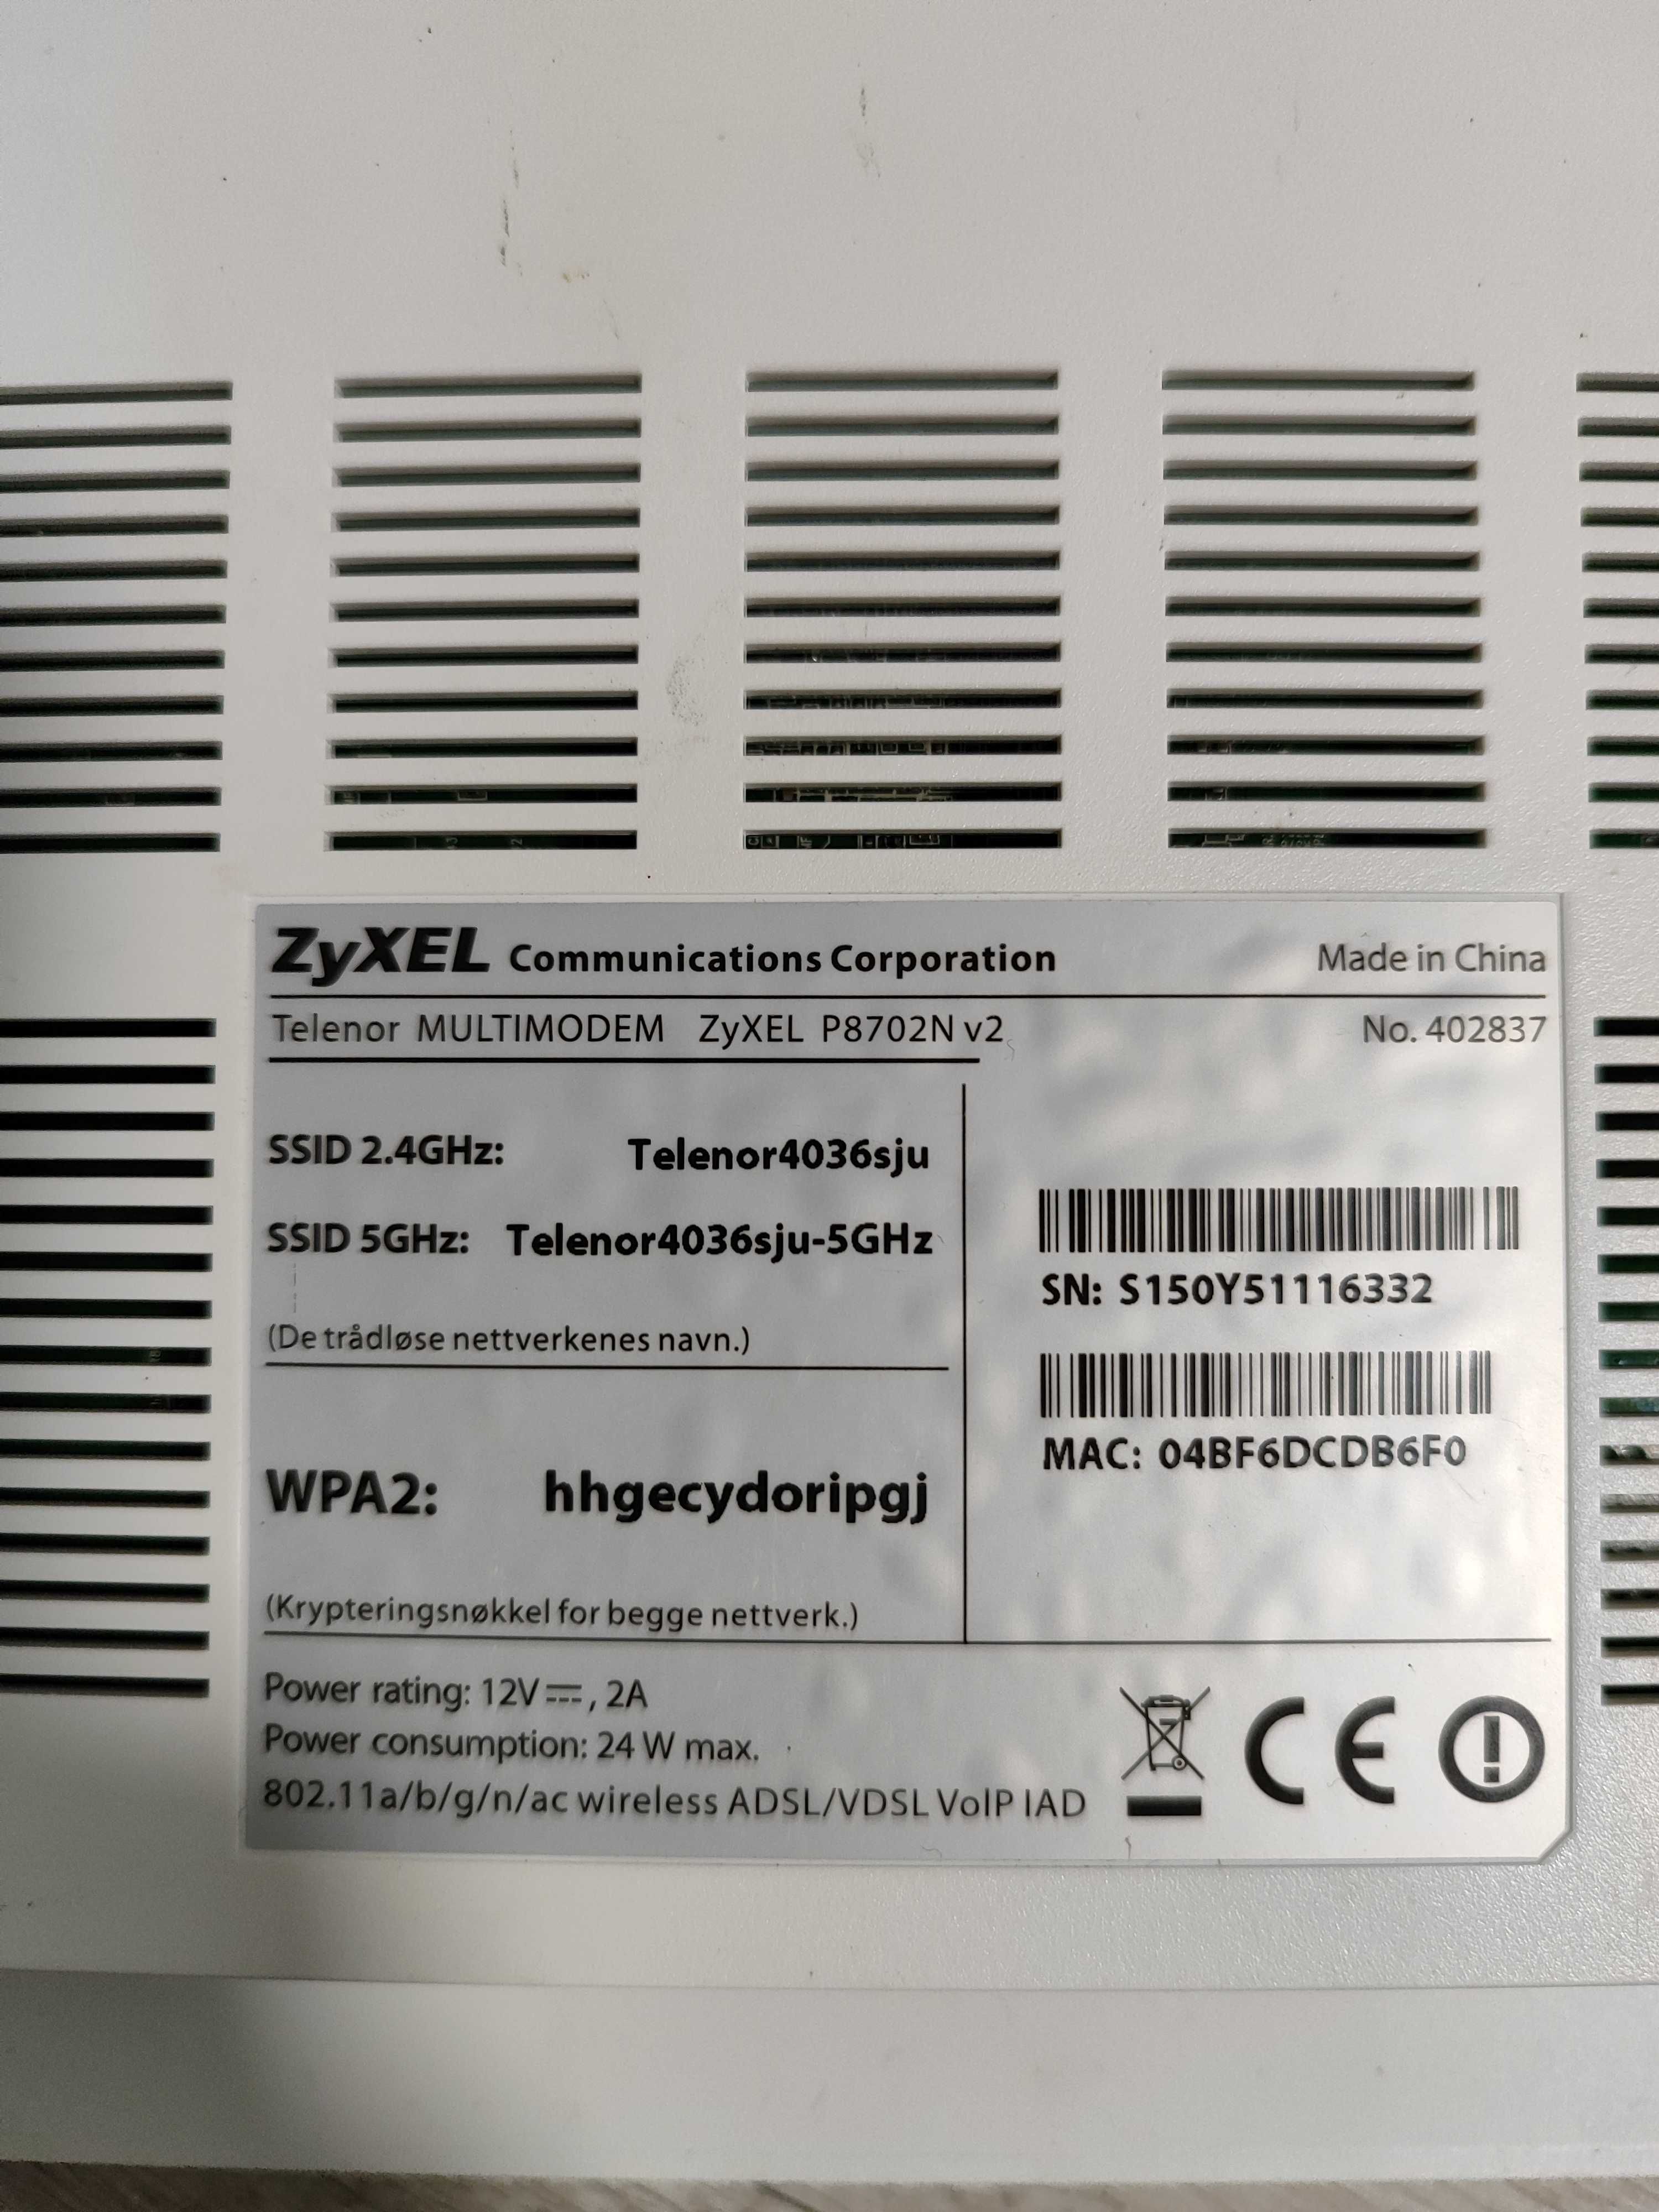 ZyXEL Communications Corporation Made in China
Telenor MULTIMODEM ZyXEL P8702N v2 No. 402837
SSID 2.4GHz: Telenor4036sju
SSID 5GHz: Telenor4036sju-5GHz
(De trådløse nettverkenes navn.)
WPA2: hhgecydoripgj
(Krypteringsnøkkel for begge nettverk.)
SN: S150Y51116332
MAC: 04BF6DCDB6F0
Power rating: 12V⎓, 2A
Power consumption: 24 W max.
802.11a/b/g/n/ac wireless ADSL/VDSL VoIP IAD
CE